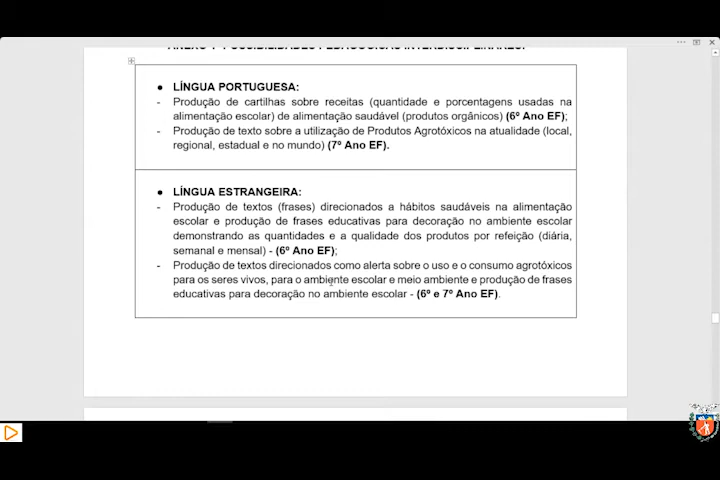 ANEXO 1- POSSIBILIDADES PEDAGÓGICAS INTERDISCIPLINARES:
● LÍNGUA PORTUGUESA:
- Produção de cartilhas sobre receitas (quantidade e porcentagens usadas na
alimentação escolar) de alimentação saudável (produtos orgânicos) (6º Ano EF);
- Produção de texto sobre a utilização de Produtos Agrotóxicos na atualidade (local,
regional, estadual e no mundo) (7º Ano EF).
● LÍNGUA ESTRANGEIRA:
- Produção de textos (frases) direcionados a hábitos saudáveis na alimentação
escolar e produção de frases educativas para decoração no ambiente escolar
demonstrando as quantidades e a qualidade dos produtos por refeição (diária,
semanal e mensal) - (6º Ano EF);
- Produção de textos direcionados como alerta sobre o uso e o consumo agrotóxicos
para os seres vivos, para o ambiente escolar e meio ambiente e produção de frases
educativas para decoração no ambiente escolar - (6º e 7º Ano EF).